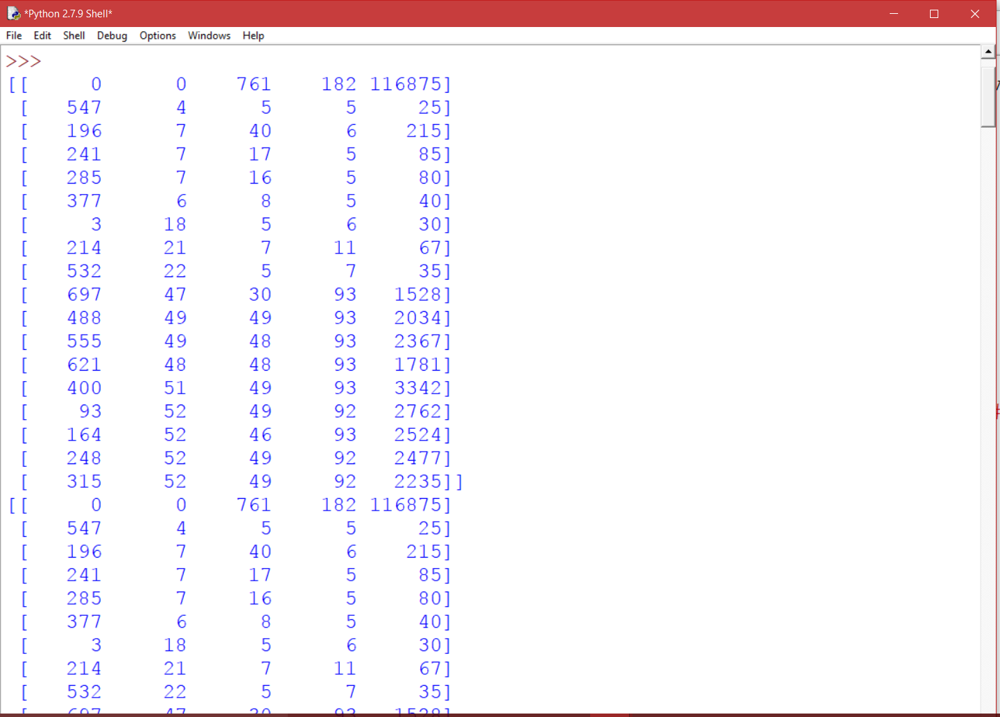 *Python 2.7.9 Shell*
File Edit Shell Debug Options Windows Help
>>>
[[ 0 0 761 182 116875]
[ 547 4 5 5 25]
[ 196 7 40 6 215]
[ 241 7 17 5 85]
[ 285 7 16 5 80]
[ 377 6 8 5 40]
[ 3 18 5 6 30]
[ 214 21 7 11 67]
[ 532 22 5 7 35]
[ 697 47 30 93 1528]
[ 488 49 49 93 2034]
[ 555 49 48 93 2367]
[ 621 48 48 93 1781]
[ 400 51 49 93 3342]
[ 93 52 49 92 2762]
[ 164 52 46 93 2524]
[ 248 52 49 92 2477]
[ 315 52 49 92 2235]]
[[ 0 0 761 182 116875]
[ 547 4 5 5 25]
[ 196 7 40 6 215]
[ 241 7 17 5 85]
[ 285 7 16 5 80]
[ 377 6 8 5 40]
[ 3 18 5 6 30]
[ 214 21 7 11 67]
[ 532 22 5 7 35]
[ 697 47 30 93 1528]